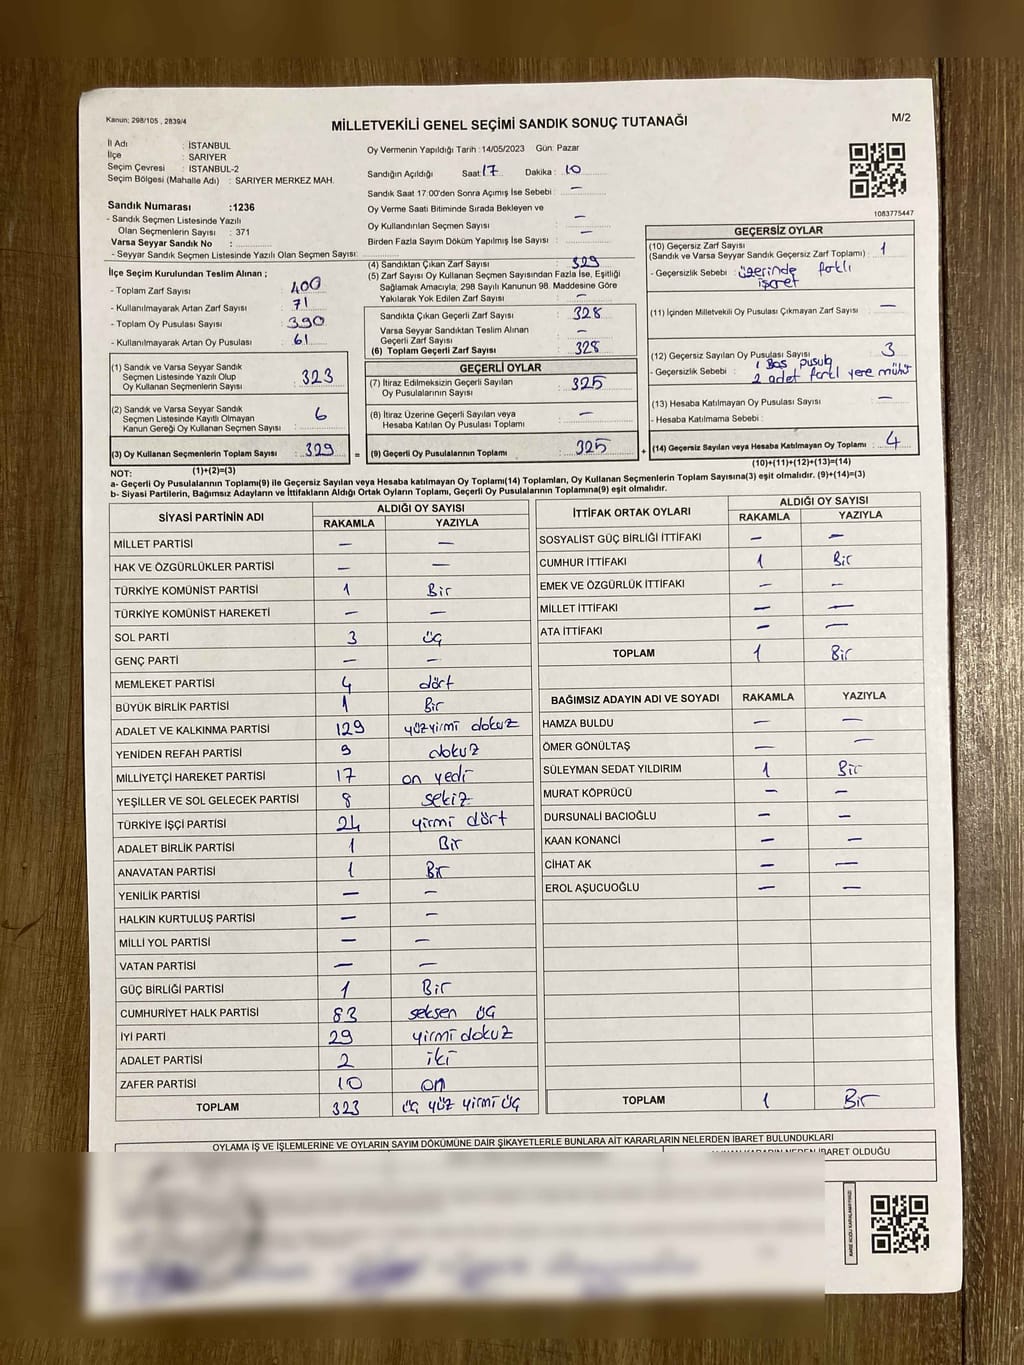 Kanun; 298/105 , 2839/4
MİLLETVEKİLİ GENEL SEÇİMİ SANDIK SONUÇ TUTANAĞI
M/2
İl Adı : İSTANBUL
İlçe : SARIYER
Seçim Çevresi : İSTANBUL-2
Seçim Bölgesi (Mahalle Adı) : SARIYER MERKEZ MAH.
Oy Vermenin Yapıldığı Tarih : 14/05/2023 Gün: Pazar
Sandığın Açıldığı Saat: 17 Dakika : 10
Sandık Saat 17:00'den Sonra Açımış İse Sebebi : —
Oy Verme Saati Bitiminde Sırada Bekleyen ve
Oy Kullandırılan Seçmen Sayısı : —
Birden Fazla Sayım Döküm Yapılmış İse Sayısı : —
1083775447
Sandık Numarası :1236
- Sandık Seçmen Listesinde Yazılı
Olan Seçmenlerin Sayısı : 371
Varsa Seyyar Sandık No :
- Seyyar Sandık Seçmen Listesinde Yazılı Olan Seçmen Sayısı:
İlçe Seçim Kurulundan Teslim Alınan ;
- Toplam Zarf Sayısı : 400
- Kullanılmayarak Artan Zarf Sayısı : 71
- Toplam Oy Pusulası Sayısı : 390
- Kullanılmayarak Artan Oy Pusulası : 61
(1) Sandık ve Varsa Seyyar Sandık
Seçmen Listesinde Yazılı Olup
Oy Kullanan Seçmenlerin Sayısı : 323
(2) Sandık ve Varsa Seyyar Sandık
Seçmen Listesinde Kayıtlı Olmayan
Kanun Gereği Oy Kullanan Seçmen Sayısı : 6
(3) Oy Kullanan Seçmenlerin Toplam Sayısı : 329
(1)+(2)=(3)
(4) Sandıktan Çıkan Zarf Sayısı : 329
(5) Zarf Sayısı Oy Kullanan Seçmen Sayısından Fazla İse, Eşitliği
Sağlamak Amacıyla, 298 Sayılı Kanunun 98. Maddesine Göre
Yakılarak Yok Edilen Zarf Sayısı : —
Sandıkta Çıkan Geçerli Zarf Sayısı : 328
Varsa Seyyar Sandıktan Teslim Alınan
Geçerli Zarf Sayısı : —
(6) Toplam Geçerli Zarf Sayısı : 328
GEÇERLİ OYLAR
(7) İtiraz Edilmeksizin Geçerli Sayılan
Oy Pusulalarının Sayısı : 325
(8) İtiraz Üzerine Geçerli Sayılan veya
Hesaba Katılan Oy Pusulası Toplamı : —
= (9) Geçerli Oy Pusulalarının Toplamı : 325
GEÇERSİZ OYLAR
(10) Geçersiz Zarf Sayısı
(Sandık ve Varsa Seyyar Sandık Geçersiz Zarf Toplamı) : 1
- Geçersizlik Sebebi : üzerinde farklı
işaret
(11) İçinden Milletvekili Oy Pusulası Çıkmayan Zarf Sayısı : —
(12) Geçersiz Sayılan Oy Pusulası Sayısı : 3
- Geçersizlik Sebebi : 1 Boş pusula
2 adet farklı yere mühür
(13) Hesaba Katılmayan Oy Pusulası Sayısı : —
- Hesaba Katılmama Sebebi :
+ (14) Geçersiz Sayılan veya Hesaba Katılmayan Oy Toplamı : 4
(10)+(11)+(12)+(13)=(14)
NOT:
a- Geçerli Oy Pusulalarının Toplamı(9) ile Geçersiz Sayılan veya Hesaba katılmayan Oy Toplamı(14) Toplamları, Oy Kullanan Seçmenlerin Toplam Sayısına(3) eşit olmalıdır. (9)+(14)=(3)
b- Siyasi Partilerin, Bağımsız Adayların ve İttifakların Aldığı Ortak Oyların Toplamı, Geçerli Oy Pusulalarının Toplamına(9) eşit olmalıdır.
SİYASİ PARTİNİN ADI ALDIĞI OY SAYISI
RAKAMLA YAZIYLA
MİLLET PARTİSİ — —
HAK VE ÖZGÜRLÜKLER PARTİSİ — —
TÜRKİYE KOMÜNİST PARTİSİ 1 Bir
TÜRKİYE KOMÜNİST HAREKETİ — —
SOL PARTİ 3 üç
GENÇ PARTİ — —
MEMLEKET PARTİSİ 4 dört
BÜYÜK BİRLİK PARTİSİ 1 Bir
ADALET VE KALKINMA PARTİSİ 129 yüzyirmi dokuz
YENİDEN REFAH PARTİSİ 9 dokuz
MİLLİYETÇİ HAREKET PARTİSİ 17 on yedi
YEŞİLLER VE SOL GELECEK PARTİSİ 8 sekiz
TÜRKİYE İŞÇİ PARTİSİ 24 yirmi dört
ADALET BİRLİK PARTİSİ 1 Bir
ANAVATAN PARTİSİ 1 Bir
YENİLİK PARTİSİ — —
HALKIN KURTULUŞ PARTİSİ — —
MİLLİ YOL PARTİSİ — —
VATAN PARTİSİ — —
GÜÇ BİRLİĞİ PARTİSİ 1 Bir
CUMHURİYET HALK PARTİSİ 83 seksen üç
İYİ PARTİ 29 yirmi dokuz
ADALET PARTİSİ 2 iki
ZAFER PARTİSİ 10 on
TOPLAM 323 üç yüz yirmi üç
İTTİFAK ORTAK OYLARI ALDIĞI OY SAYISI
RAKAMLA YAZIYLA
SOSYALİST GÜÇ BİRLİĞİ İTTİFAKI — —
CUMHUR İTTİFAKI 1 Bir
EMEK VE ÖZGÜRLÜK İTTİFAKI — —
MİLLET İTTİFAKI — —
ATA İTTİFAKI — —
TOPLAM 1 Bir
BAĞIMSIZ ADAYIN ADI VE SOYADI RAKAMLA YAZIYLA
HAMZA BULDU — —
ÖMER GÖNÜLTAŞ — —
SÜLEYMAN SEDAT YILDIRIM 1 Bir
MURAT KÖPRÜCÜ — —
DURSUNALİ BACIOĞLU — —
KAAN KONANCİ — —
CİHAT AK — —
EROL AŞUCUOĞLU — —
TOPLAM 1 Bir
OYLAMA İŞ VE İŞLEMLERİNE VE OYLARIN SAYIM DÖKÜMÜNE DAİR ŞİKAYETLERLE BUNLARA AİT KARARLARIN NELERDEN İBARET BULUNDUKLARI
İBARET OLDUĞU